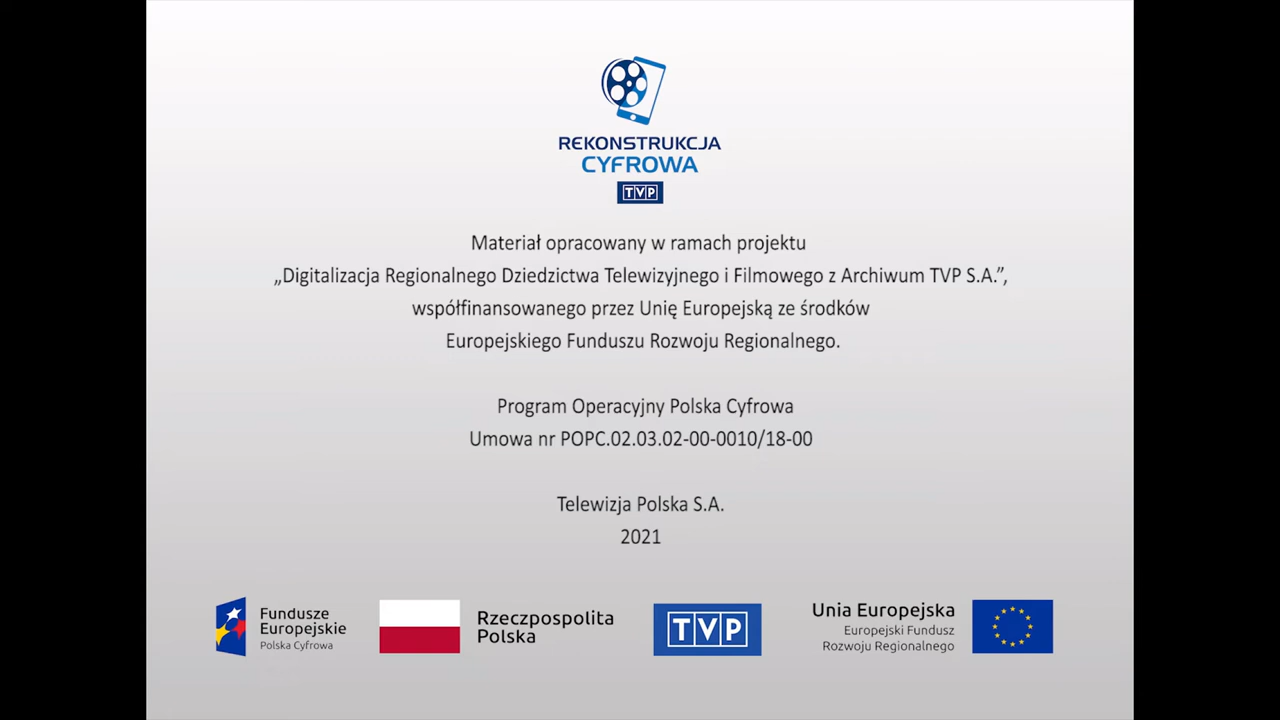 REKONSTRUKCJA
CYFROWA
TVP
Materiał opracowany w ramach projektu
„Digitalizacja Regionalnego Dziedzictwa Telewizyjnego i Filmowego z Archiwum TVP S.A.”,
współfinansowanego przez Unię Europejską ze środków
Europejskiego Funduszu Rozwoju Regionalnego.
Program Operacyjny Polska Cyfrowa
Umowa nr POPC.02.03.02-00-0010/18-00
Telewizja Polska S.A.
2021
Fundusze
Europejskie
Polska Cyfrowa
Rzeczpospolita
Polska
TVP
Unia Europejska
Europejski Fundusz
Rozwoju Regionalnego